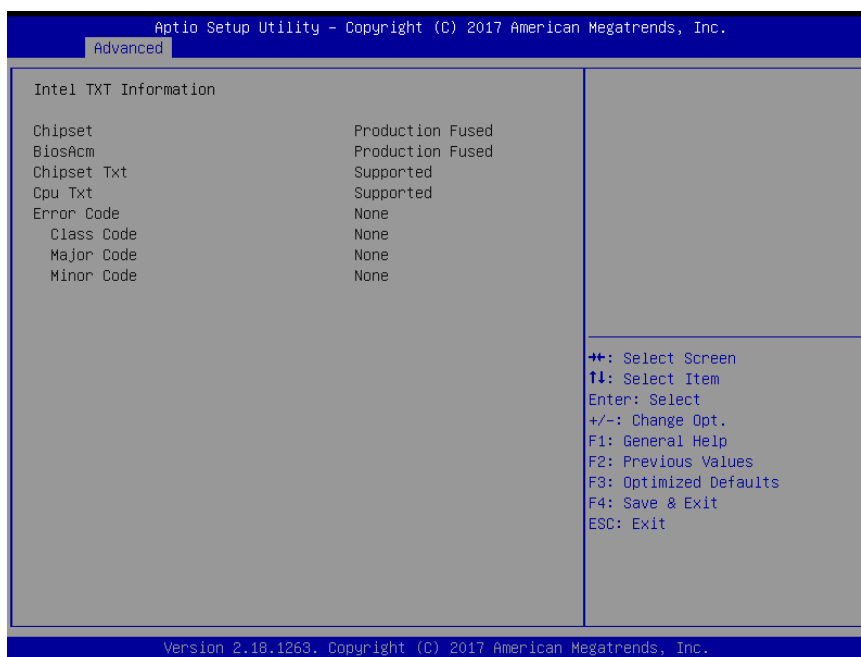 Aptio Setup Utility – Copyright (C) 2017 American Megatrends, Inc.
Advanced
Intel TXT Information
Chipset Production Fused
BiosAcm Production Fused
Chipset Txt Supported
Cpu Txt Supported
Error Code None
Class Code None
Major Code None
Minor Code None
→←: Select Screen
↑↓: Select Item
Enter: Select
+/-: Change Opt.
F1: General Help
F2: Previous Values
F3: Optimized Defaults
F4: Save & Exit
ESC: Exit
Version 2.18.1263. Copyright (C) 2017 American Megatrends, Inc.